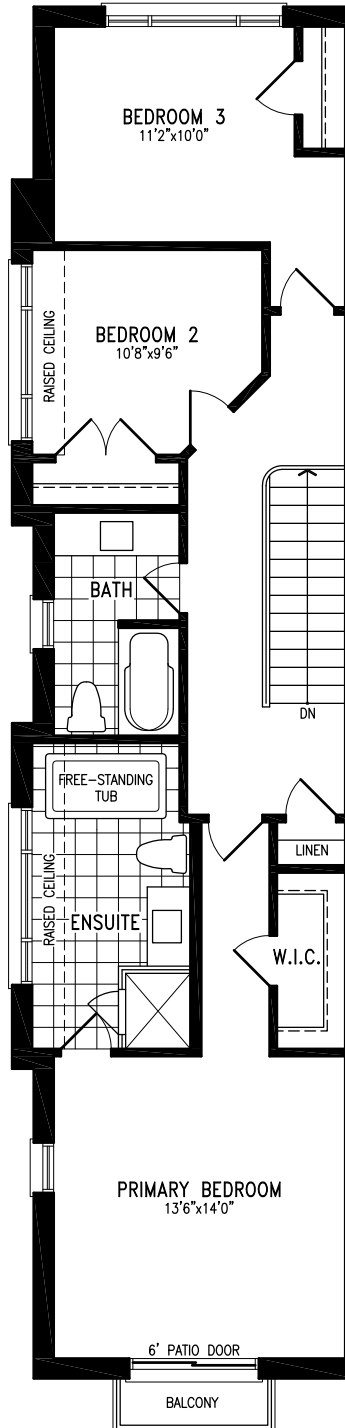 BEDROOM 3
11'2"x10'0"
RAISED CEILING
BEDROOM 2
10'8"x9'6"
BATH
DN
FREE-STANDING
TUB
LINEN
RAISED CEILING
ENSUITE
W.I.C.
PRIMARY BEDROOM
13'6"x14'0"
6' PATIO DOOR
BALCONY